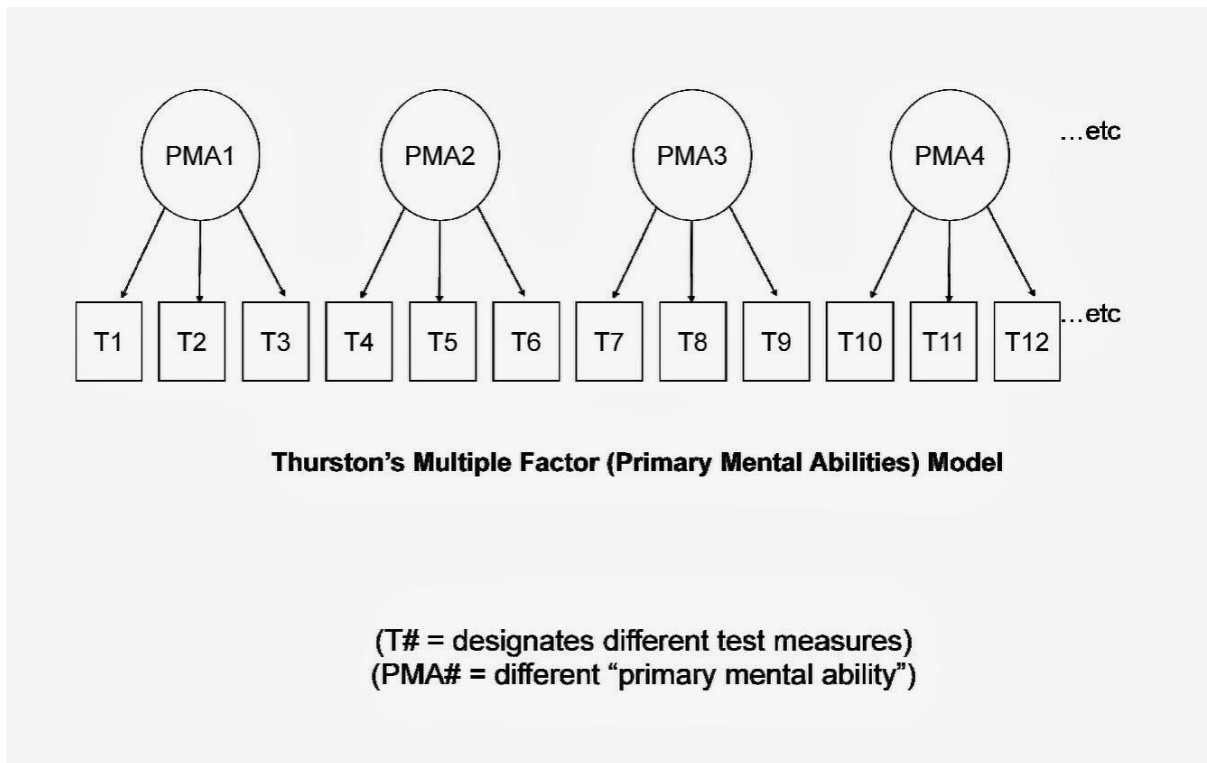 PMA1 PMA2 PMA3 PMA4 ...etc
T1 T2 T3 T4 T5 T6 T7 T8 T9 T10 T11 T12 ...etc
Thurston’s Multiple Factor (Primary Mental Abilities) Model
(T# = designates different test measures)
(PMA# = different “primary mental ability”)